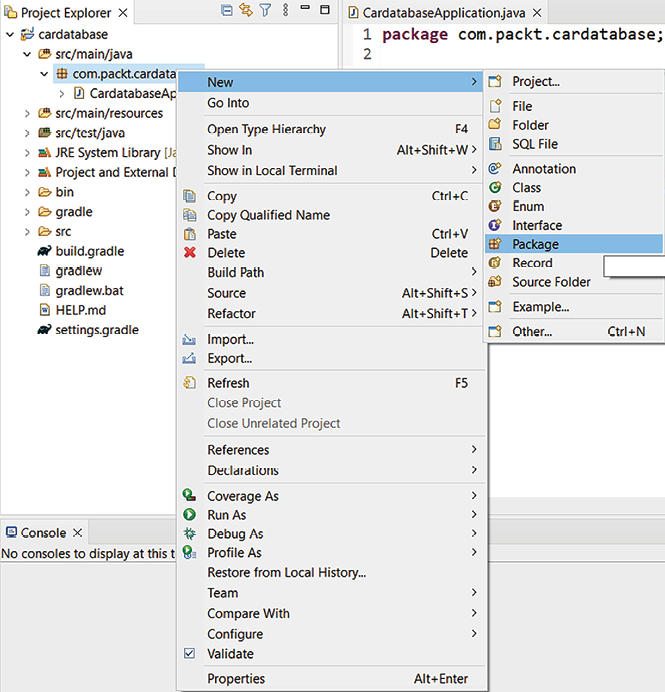 Project Explorer
cardatabase
src/main/java
com.packt.cardata
CardatabaseAp
src/main/resources
src/test/java
JRE System Library [Ja
Project and External D
bin
gradle
src
build.gradle
gradlew
gradlew.bat
HELP.md
settings.gradle
CardatabaseApplication.java
1 package com.packt.cardatabase;
2
New
Go Into
Open Type Hierarchy F4
Show In Alt+Shift+W
Show in Local Terminal
Copy Ctrl+C
Copy Qualified Name
Paste Ctrl+V
Delete Delete
Build Path
Source Alt+Shift+S
Refactor Alt+Shift+T
Import...
Export...
Refresh F5
Close Project
Close Unrelated Project
References
Declarations
Coverage As
Run As
Debug As
Profile As
Restore from Local History...
Team
Compare With
Configure
Validate
Properties Alt+Enter
Project...
File
Folder
SQL File
Annotation
Class
Enum
Interface
Package
Record
Source Folder
Example...
Other... Ctrl+N
Console
No consoles to display at this t